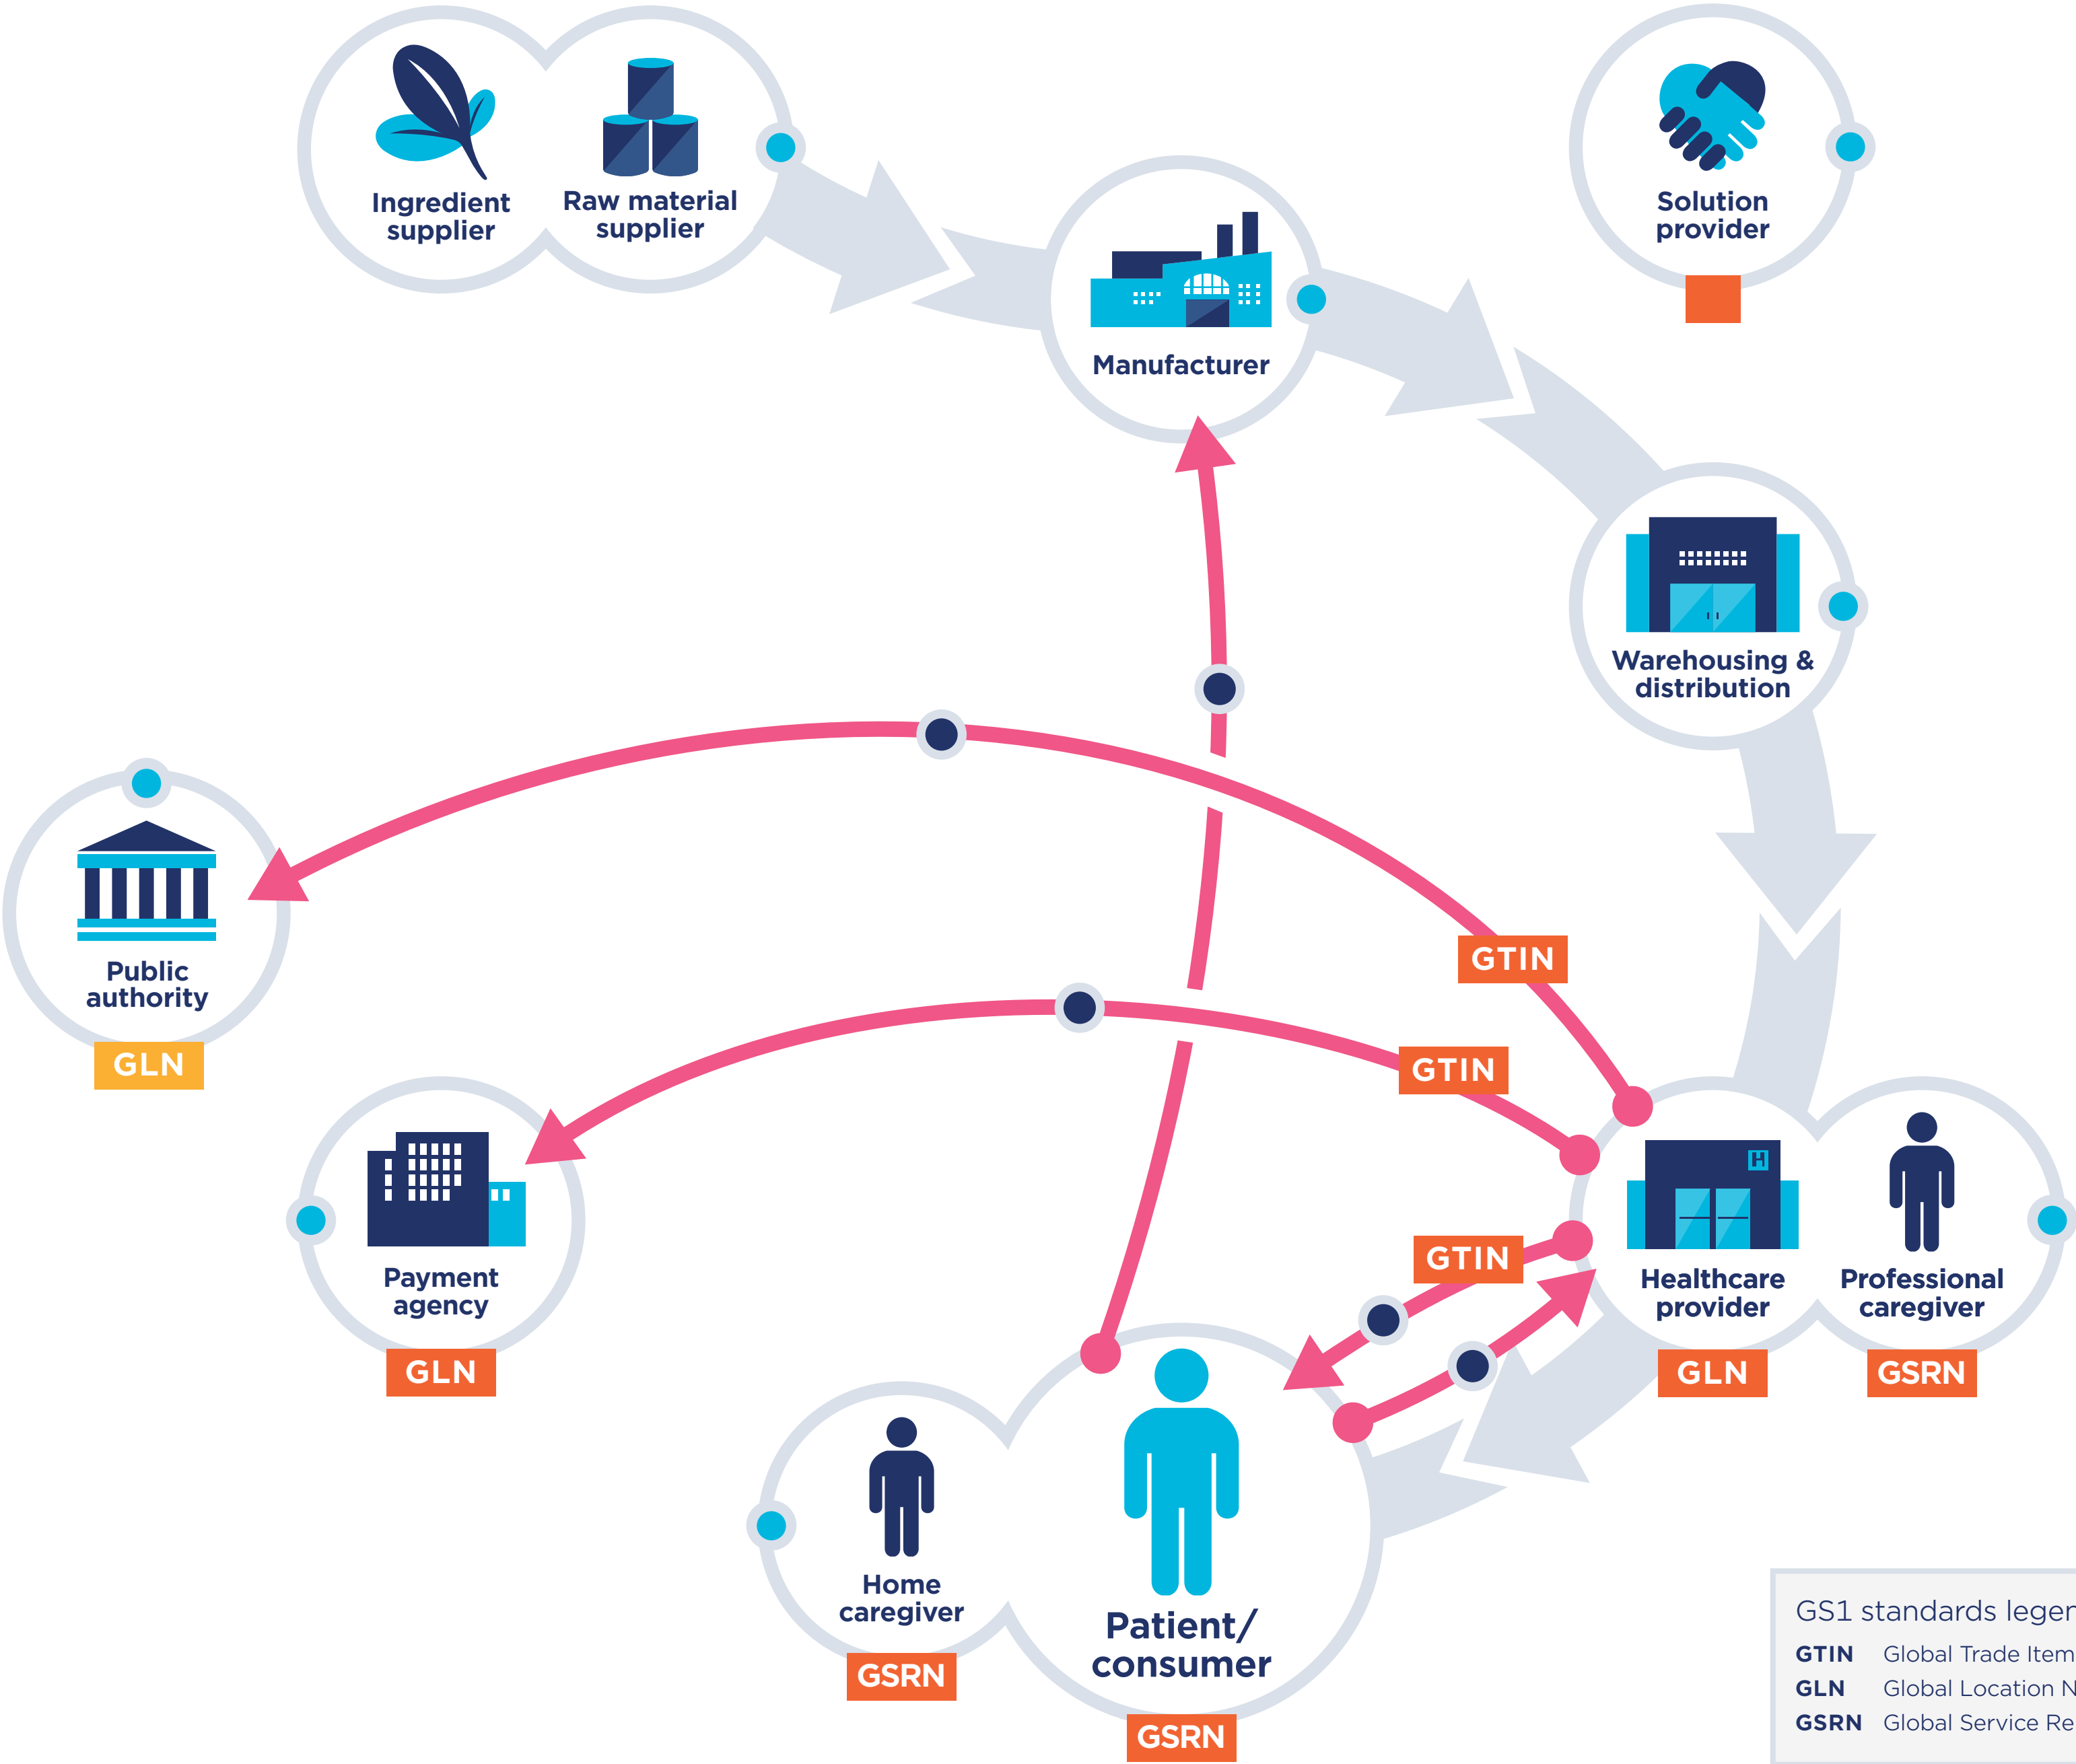 Ingredient
supplier
Raw material
supplier
Solution
provider
Manufacturer
Warehousing &
distribution
Public
authority
GLN
GTIN
GTIN
Payment
agency
GLN
GTIN
Healthcare
provider
GLN
Professional
caregiver
GSRN
Home
caregiver
GSRN
Patient/
consumer
GSRN
GS1 standards
GTIN Global Trade Item
GLN Global Location
GSRN Global Service